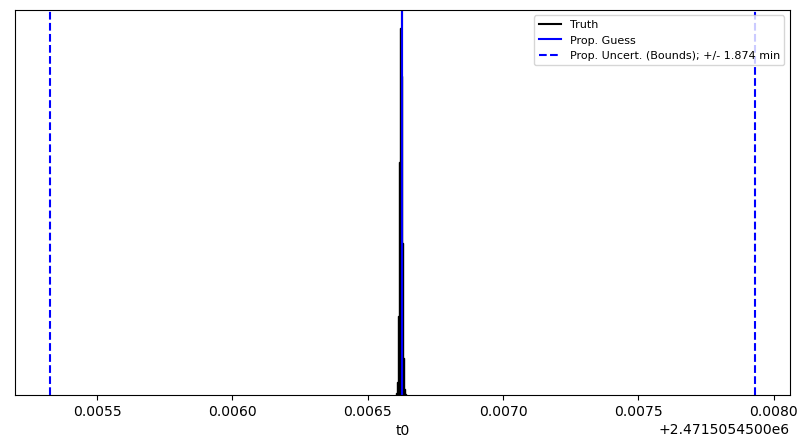 Truth
Prop. Guess
Prop. Uncert. (Bounds); +/- 1.874 min
0.0055 0.0060 0.0065 0.0070 0.0075 0.0080
t0
+2.4715054500e6